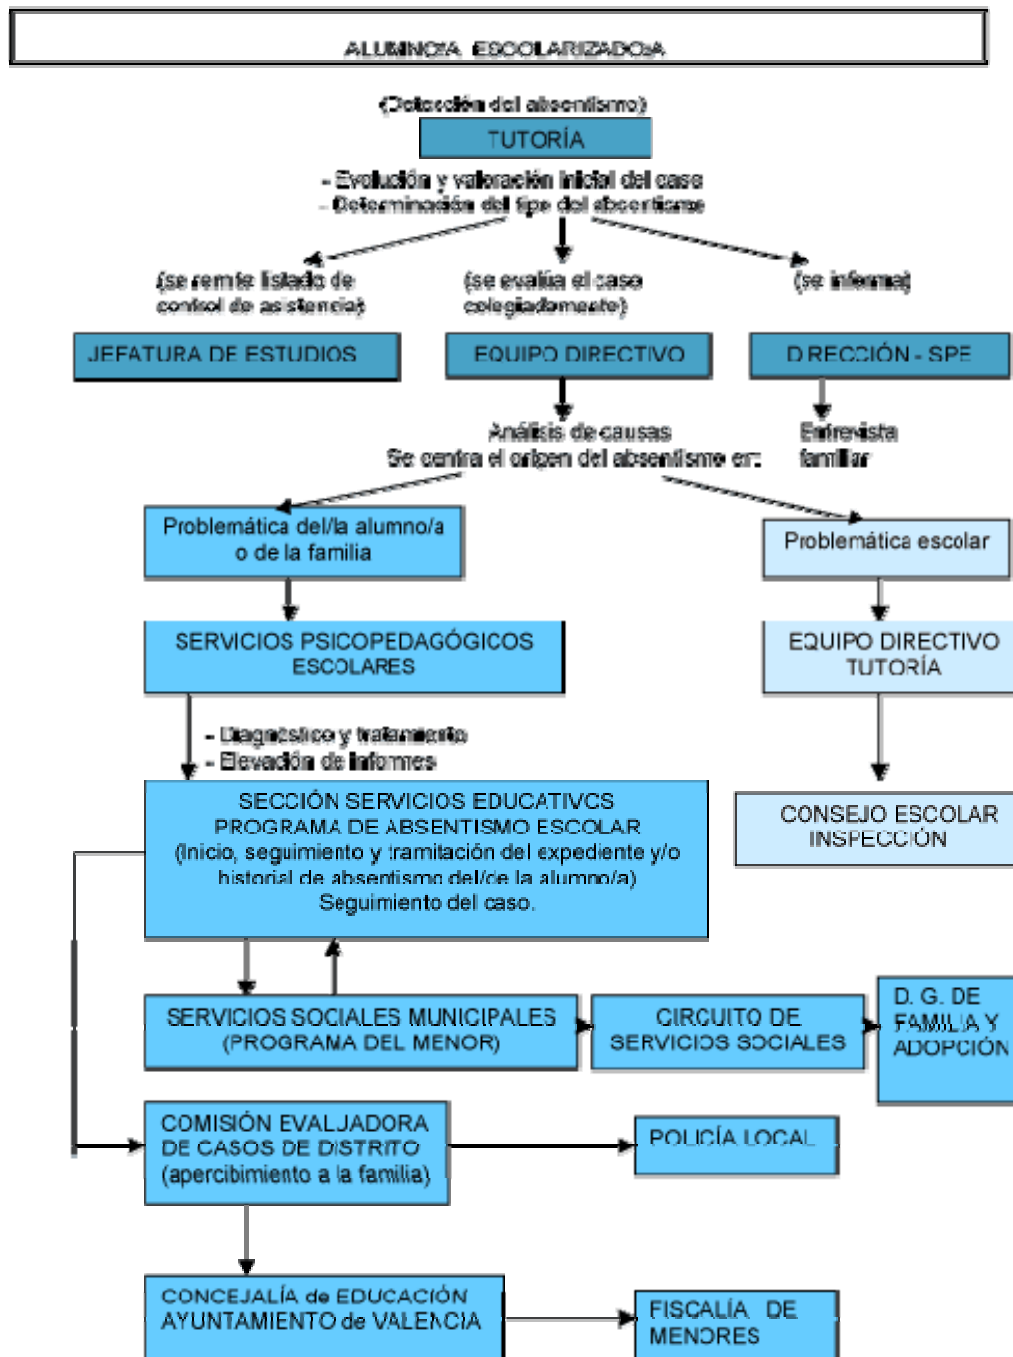 ALUMNO/A ESCOLARIZADO/A
(Detección del absentismo)
TUTORÍA
- Evolución y valoración inicial del caso
- Determinación del tipo del absentismo
(se remite listado de
control de asistencia)
(se evalúa el caso
colegiadamente)
(se informa)
JEFATURA DE ESTUDIOS
EQUIPO DIRECTIVO
DIRECCIÓN - SPE
Análisis de causas
Se centra el origen del absentismo en:
Entrevista
familiar
Problemática del/la alumno/a
o de la familia
Problemática escolar
SERVICIOS PSICOPEDAGÓGICOS
ESCOLARES
EQUIPO DIRECTIVO
TUTORÍA
- Diagnóstico y tratamiento
- Elevación de informes
SECCIÓN SERVICIOS EDUCATIVOS
PROGRAMA DE ABSENTISMO ESCOLAR
(Inicio, seguimiento y tramitación del expediente y/o
historial de absentismo del/de la alumno/a)
Seguimiento del caso.
CONSEJO ESCOLAR
INSPECCIÓN
SERVICIOS SOCIALES MUNICIPALES
(PROGRAMA DEL MENOR)
CIRCUITO DE
SERVICIOS SOCIALES
D. G. DE
FAMILIA Y
ADOPCIÓN
COMISIÓN EVALUADORA
DE CASOS DE DISTRITO
(apercibimiento a la familia)
POLICÍA LOCAL
CONCEJALÍA de EDUCACIÓN
AYUNTAMIENTO de VALENCIA
FISCALÍA DE
MENORES